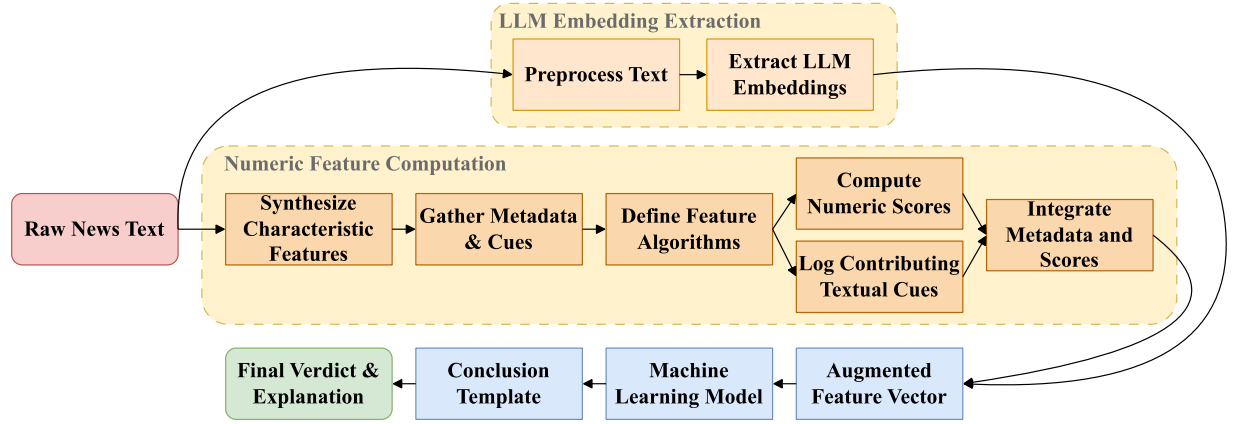 LLM Embedding Extraction
Preprocess Text
Extract LLM
Embeddings
Numeric Feature Computation
Raw News Text
Synthesize
Characteristic
Features
Gather Metadata
& Cues
Define Feature
Algorithms
Compute
Numeric Scores
Log Contributing
Textual Cues
Integrate
Metadata and
Scores
Final Verdict &
Explanation
Conclusion
Template
Machine
Learning Model
Augmented
Feature Vector